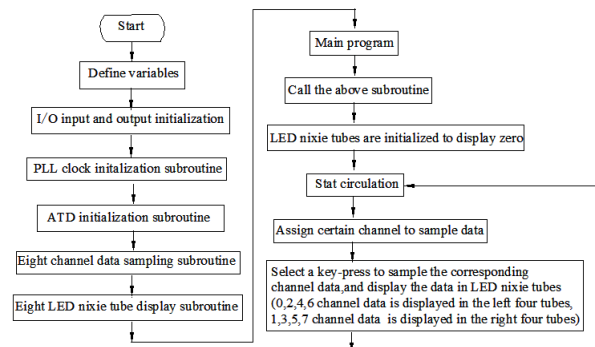 Start
Define variables
I/O input and output initialization
PLL clock initalization subroutine
ATD initialization subroutine
Eight channel data sampling subroutine
Eight LED nixie tube display subroutine
Main program
Call the above subroutine
LED nixie tubes are initialized to display zero
Stat circulation
Assign certain channel to sample data
Select a key-press to sample the corresponding
channel data,and display the data in LED nixie tubes
(0,2,4,6 channel data is displayed in the left four tubes,
1,3,5,7 channel data is displayed in the right four tubes)